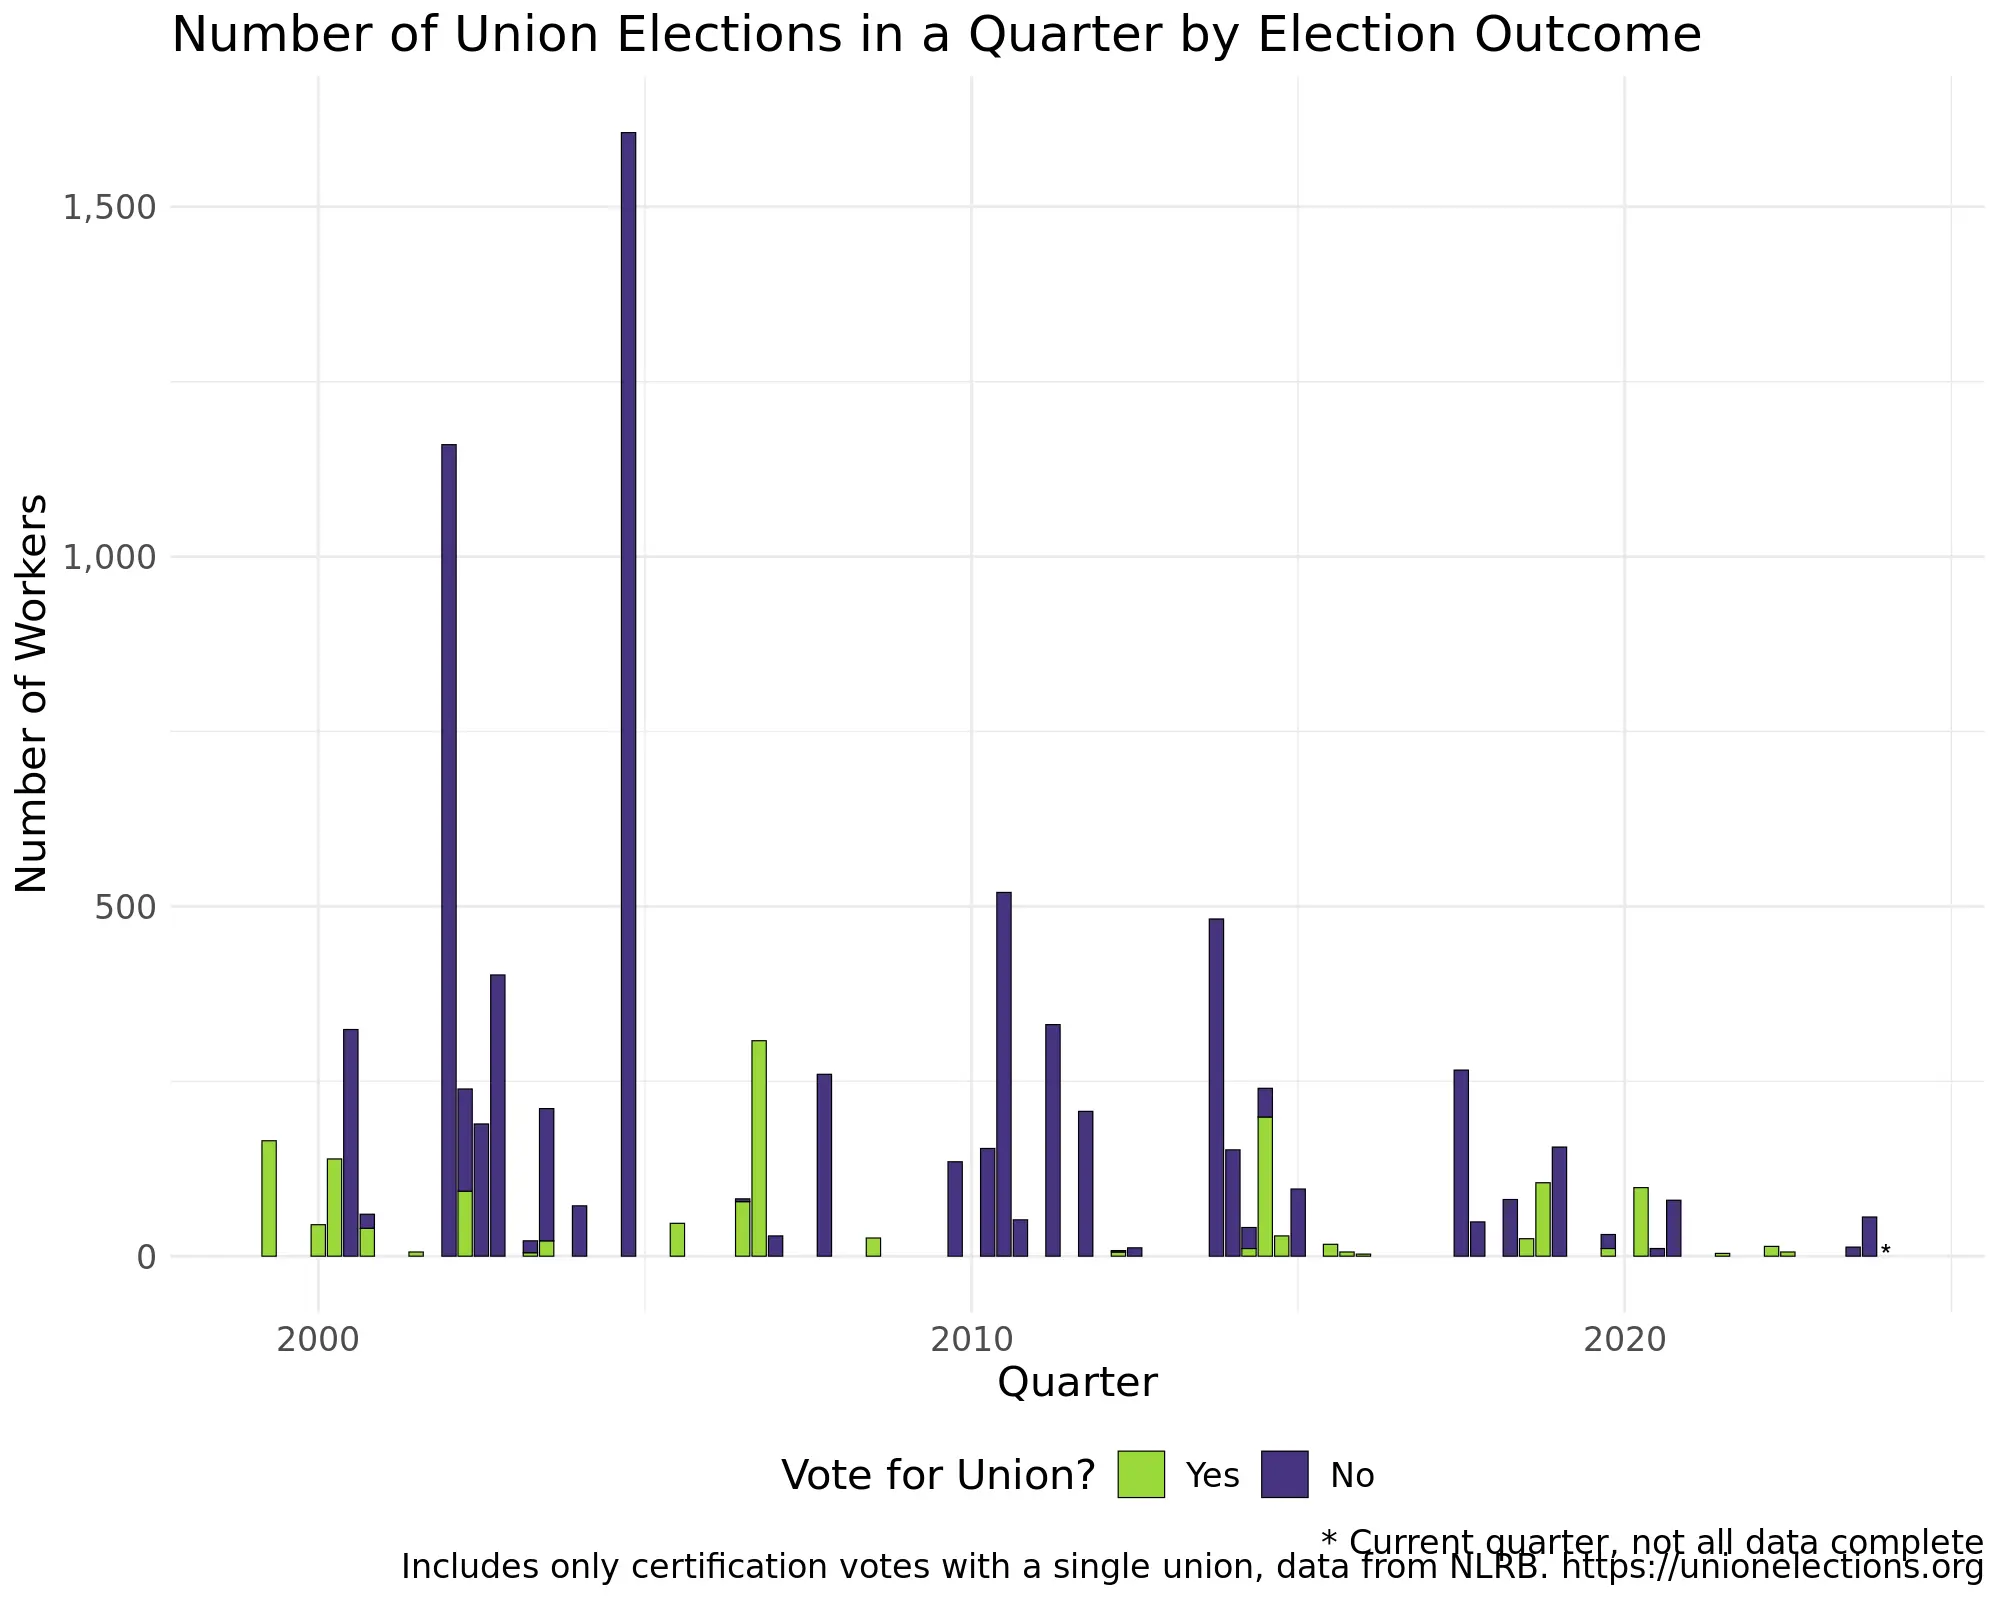 Number of Union Elections in a Quarter by Election Outcome
1,500
1,000
500
0
Number of Workers
2000 2010 2020
Quarter
Vote for Union? Yes No
* Current quarter, not all data complete
Includes only certification votes with a single union, data from NLRB. https://unionelections.org
*